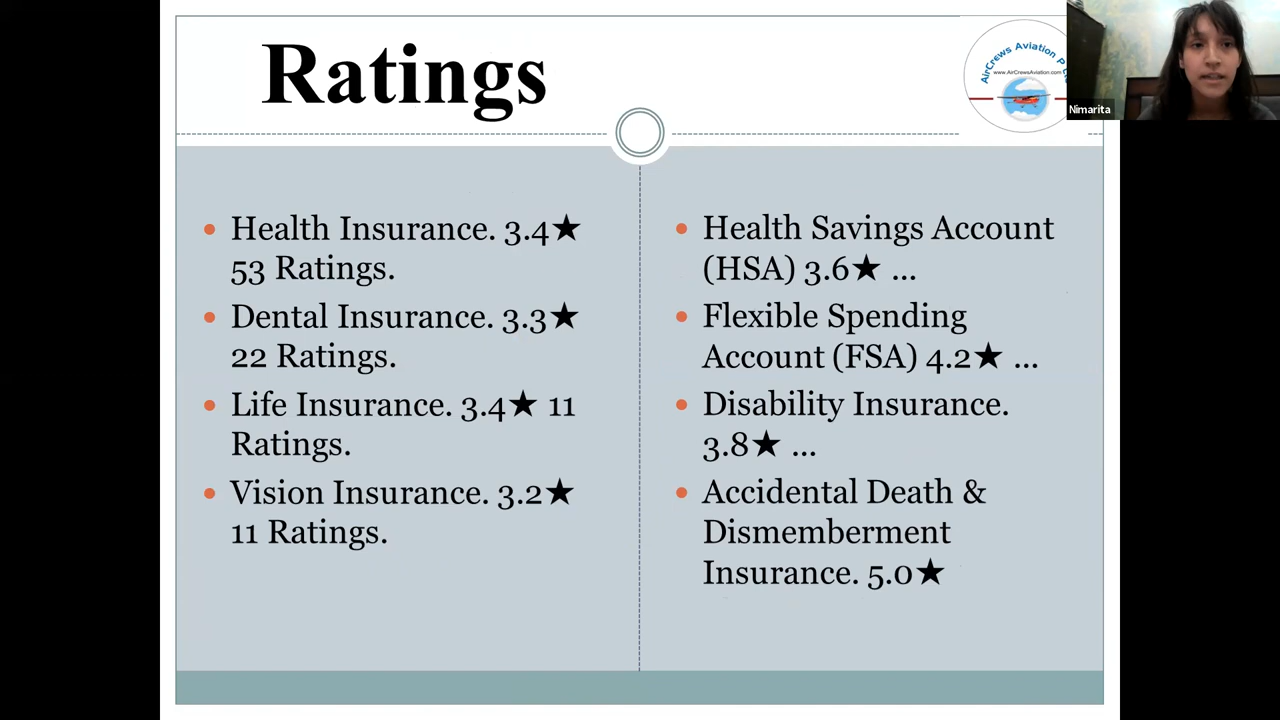 Ratings
AirCrews Aviation P
www.AirCrewsAviation.com
Nimarita
Health Insurance. 3.4★
53 Ratings.
Dental Insurance. 3.3★
22 Ratings.
Life Insurance. 3.4★ 11
Ratings.
Vision Insurance. 3.2★
11 Ratings.
Health Savings Account
(HSA) 3.6★ ...
Flexible Spending
Account (FSA) 4.2★ ...
Disability Insurance.
3.8★ ...
Accidental Death &
Dismemberment
Insurance. 5.0★